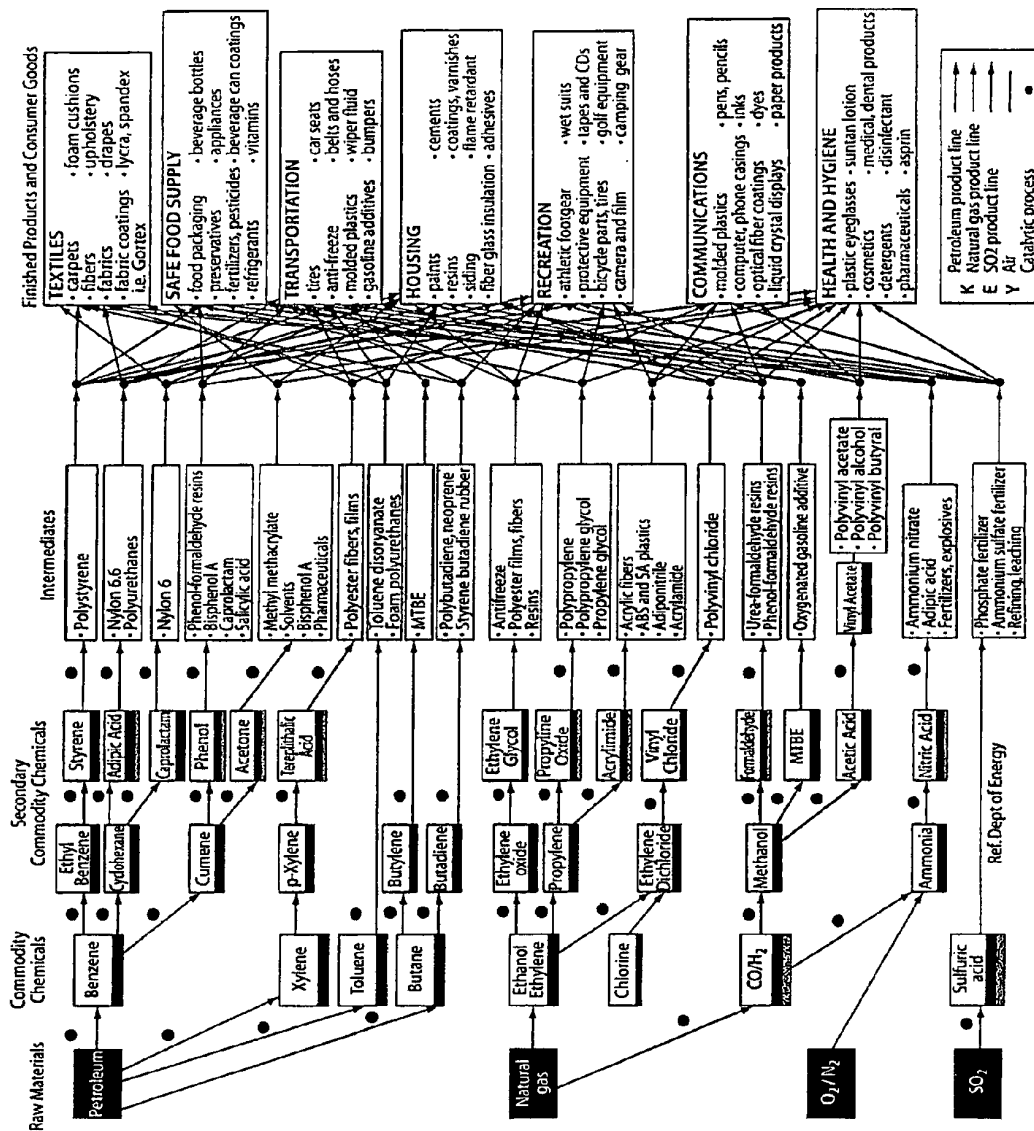 Raw Materials
Commodity
Chemicals
Secondary
Commodity Chemicals
Intermediates
Finished Products and Consumer Goods
Petroleum
Natural
gas
O2/N2
SO2
Benzene
Xylene
Toluene
Butane
Ethanol
Ethylene
Chlorine
CO/H2
Sulfuric
acid
Ethyl
Benzene
Cydohexane
Cumene
p-Xylene
Butylene
Butadiene
Ethylene
oxide
Propylene
Ethylene
Dichloride
Methanol
Ammonia
Styrene
Adipic Acid
Caprolactam
Phenol
Acetone
Terephthalic
Acid
Ethylene
Glycol
Propyline
Oxide
Acrylimide
Vinyl
Chloride
Formaldehyde
MTBE
Acetic Acid
Nitric Acid
Ref. Dept of Energy
• Polystyrene
• Nylon 6.6
• Polyurethanes
• Nylon 6
• Phenol-formaldehyde resins
• Bisphenol A
• Caprolactam
• Salicylic acid
• Methyl methacrylate
• Solvents
• Bisphenol A
• Pharmaceuticals
• Polyester fibers, films
• Toluene disoryanate
• Foam polyurethanes
• MTBE
• Polybutadiene, neoprene
• Styrene butadiene rubber
• Antifreeze
• Polyester films, fibers
• Resins
• Polypropylene
• Polypropylene glycol
• Propylene glycol
• Acrylic fibers
• ABS and SA plastics
• Adiponitrile
• Acrylamide
• Polyvinyl chloride
• Urea-formaldehyde resins
• Phenol-formaldehyde resins
• Oxygenated gasoline additive
Vinyl Acetate
• Polyvinyl acetate
• Polyvinyl alcohol
• Polyvinyl butyral
• Ammonium nitrate
• Adipic acid
• Fertilizers, explosives
• Phosphate fertilizer
• Ammonium sulfate fertilizer
• Refining, leaching
TEXTILES
• carpets • foam cushions
• fibers • upholstery
• fabrics • drapes
• fabric coatings • lycra, spandex
i.e. Gortex
SAFE FOOD SUPPLY
• food packaging • beverage bottles
• preservatives • appliances
• fertilizers, pesticides • beverage can coatings
• refrigerants • vitamins
TRANSPORTATION
• tires • car seats
• anti-freeze • belts and hoses
• molded plastics • wiper fluid
• gasoline additives • bumpers
HOUSING
• paints • cements
• resins • coatings, varnishes
• siding • flame retardant
• fiber glass insulation • adhesives
RECREATION
• athletic footgear • wet suits
• protective equipment • tapes and CDs
• bicycle parts, tires • golf equipment
• camera and film • camping gear
COMMUNICATIONS
• molded plastics • pens, pencils
• computer, phone casings • inks
• optical fiber coatings • dyes
• liquid crystal displays • paper products
HEALTH AND HYGIENE
• plastic eyeglasses • suntan lotion
• cosmetics • medical, dental products
• detergents • disinfectant
• pharmaceuticals • asprin
KEY
Petroleum product line
Natural gas product line
SO2 product line
Air
Catalytic process